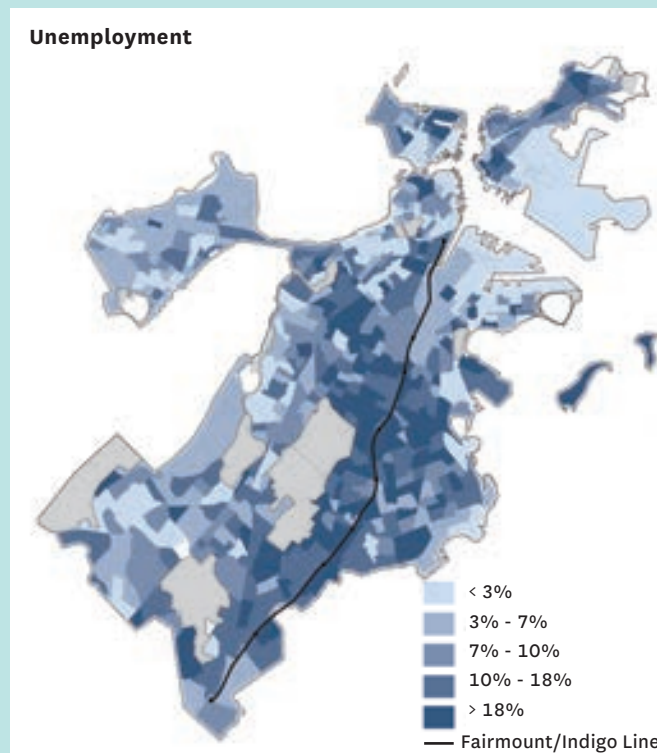 Unemployment
< 3%
3% - 7%
7% - 10%
10% - 18%
> 18%
Fairmount/Indigo Line